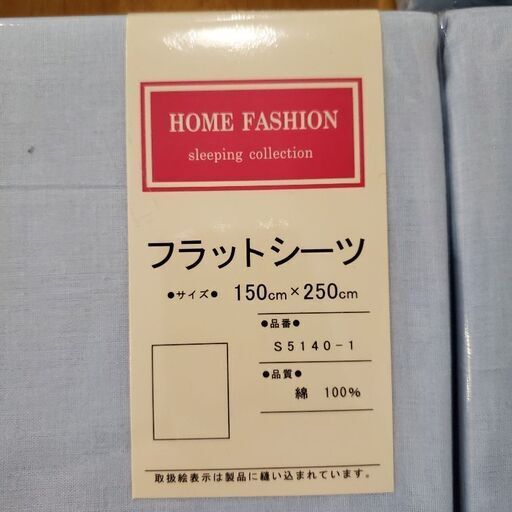 HOME FASHION
sleeping collection
フラットシーツ
●サイズ● 150cm×250cm
●品番●
S5140-1
●品質●
綿 100%
取扱絵表示は製品に縫い込まれています。